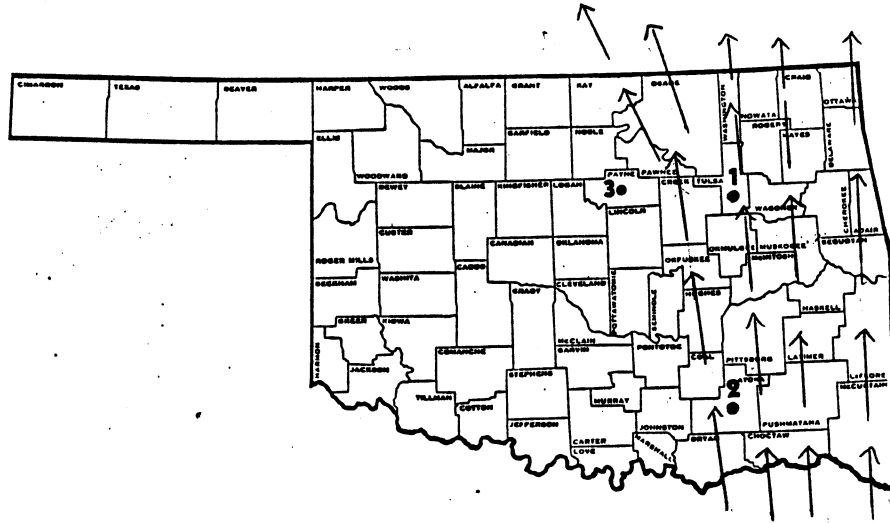 CIMARRON
TEXAS
BEAVER
HARPER
WOODS
ALFALFA
GRANT
KAY
OSAGE
WASHINGTON
NOWATA
CRAIG
OTTAWA
ROGERS
MAYES
DELAWARE
ELLIS
WOODWARD
MAJOR
GARFIELD
NOBLE
PAYNE
PAWNEE
CREEK
TULSA
1
3
WAGONER
CHEROKEE
ADAIR
DEWEY
BLAINE
KINGFISHER
LOGAN
LINCOLN
ROGER MILLS
CUSTER
CANADIAN
OKLAHOMA
OKFUSKEE
OKMULGEE
MUSKOGEE
McINTOSH
SEQUOYAH
BECKHAM
WASHITA
CADDO
GRADY
CLEVELAND
POTTAWATOMIE
SEMINOLE
HUGHES
HASKELL
GREER
KIOWA
HARMON
JACKSON
COMANCHE
McCLAIN
GARVIN
PONTOTOC
COAL
PITTSBURG
LATIMER
LeFLORE
McCURTAIN
ATOKA
2
TILLMAN
COTTON
STEPHENS
JEFFERSON
MURRAY
CARTER
LOVE
JOHNSTON
MARSHALL
BRYAN
CHOCTAW
PUSHMATAHA